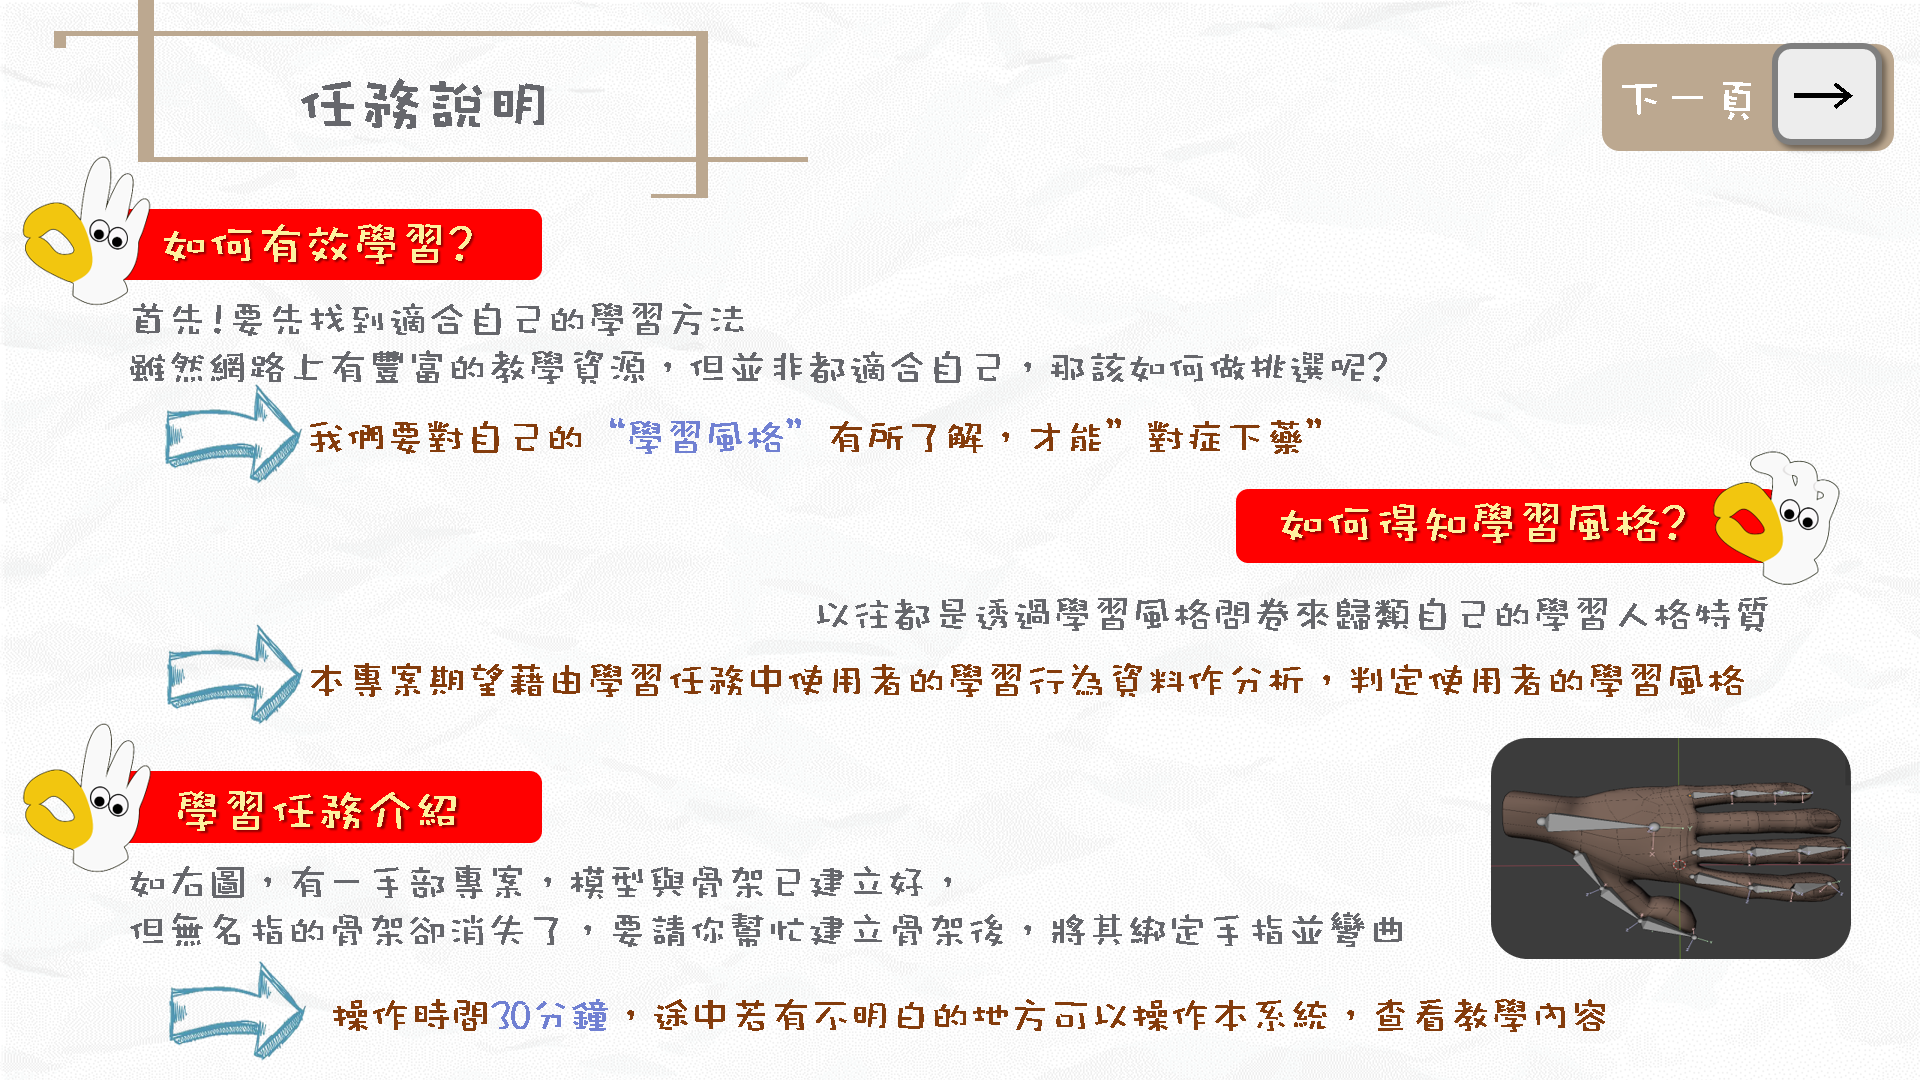 任務說明
下一頁
如何有效學習?
首先!要先找到適合自己的學習方法
雖然網路上有豐富的教學資源，但並非都適合自己，那該如何做挑選呢?
我們要對自己的“學習風格”有所了解，才能”對症下藥”
如何得知學習風格?
以往都是透過學習風格問卷來歸類自己的學習人格特質
本專案期望藉由學習任務中使用者的學習行為資料作分析，判定使用者的學習風格
學習任務介紹
如右圖，有一手部專案，模型與骨架已建立好，
但無名指的骨架卻消失了，要請你幫忙建立骨架後，將其綁定手指並彎曲
操作時間30分鐘，途中若有不明白的地方可以操作本系統，查看教學內容